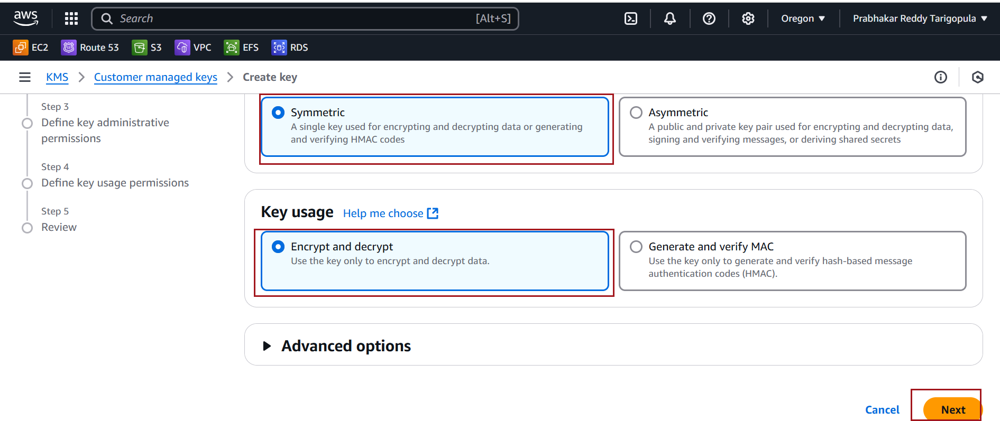 aws
Search
[Alt+S]
Oregon
Prabhakar Reddy Tarigopula
EC2
Route 53
S3
VPC
EFS
RDS
KMS
Customer managed keys
Create key
Step 3
Define key administrative
permissions
Step 4
Define key usage permissions
Step 5
Review
Symmetric
A single key used for encrypting and decrypting data or generating
and verifying HMAC codes
Asymmetric
A public and private key pair used for encrypting and decrypting data,
signing and verifying messages, or deriving shared secrets
Key usage Help me choose
Encrypt and decrypt
Use the key only to encrypt and decrypt data.
Generate and verify MAC
Use the key only to generate and verify hash-based message
authentication codes (HMAC).
Advanced options
Cancel
Next